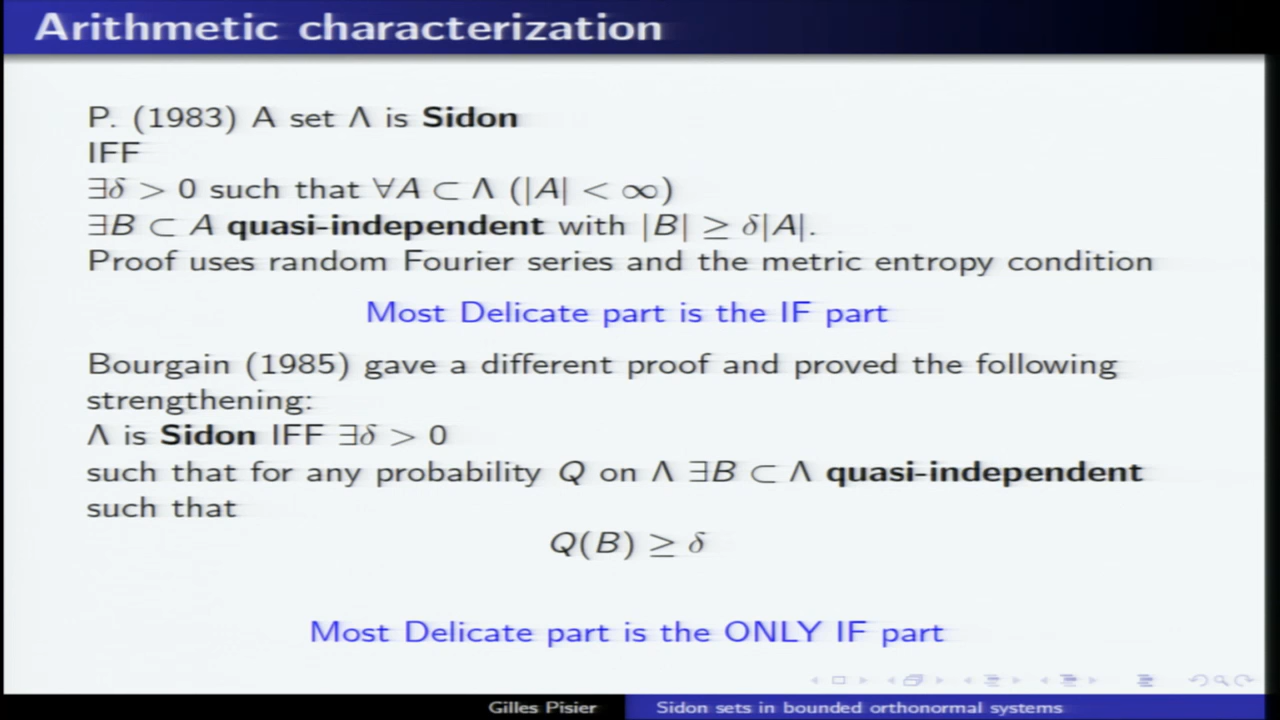 Arithmetic characterization
P. (1983) A set Λ is Sidon
IFF
∃δ > 0 such that ∀A ⊂ Λ (|A| < ∞)
∃B ⊂ A quasi-independent with |B| ≥ δ|A|.
Proof uses random Fourier series and the metric entropy condition
Most Delicate part is the IF part
Bourgain (1985) gave a different proof and proved the following
strengthening:
Λ is Sidon IFF ∃δ > 0
such that for any probability Q on Λ ∃B ⊂ Λ quasi-independent
such that
Q(B) ≥ δ
Most Delicate part is the ONLY IF part
Gilles Pisier Sidon sets in bounded orthonormal systems